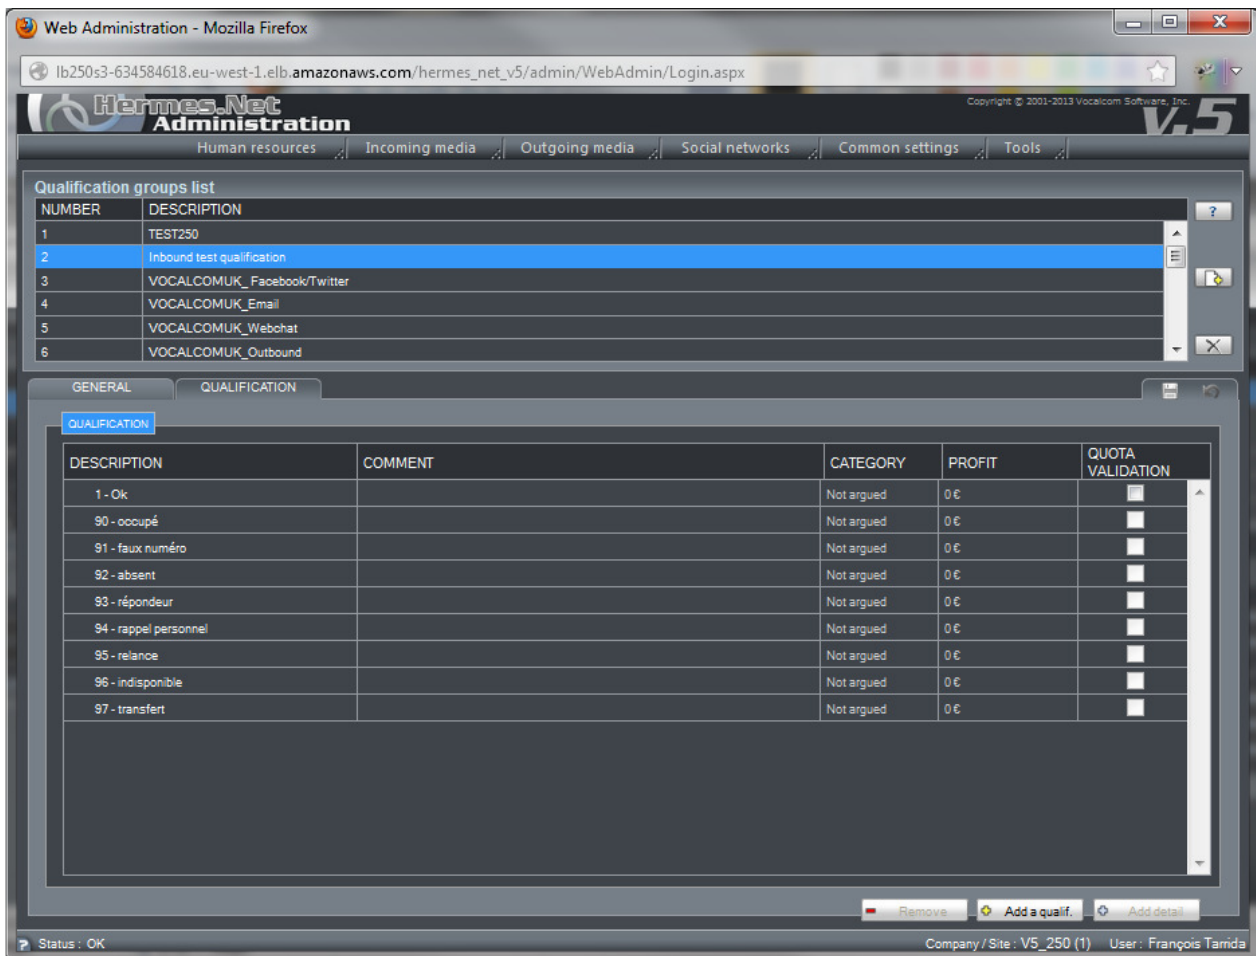 Web Administration - Mozilla Firefox
lb250s3-634584618.eu-west-1.elb.amazonaws.com/hermes_net_v5/admin/WebAdmin/Login.aspx
Hermes.Net
Administration
Copyright © 2001-2013 Vocalcom Software, Inc.
V.5
Human resources Incoming media Outgoing media Social networks Common settings Tools
Qualification groups list
NUMBER DESCRIPTION
?
1 TEST250
2 Inbound test qualification
3 VOCALCOMUK_ Facebook/Twitter
4 VOCALCOMUK_Email
5 VOCALCOMUK_Webchat
6 VOCALCOMUK_Outbound
GENERAL QUALIFICATION
QUALIFICATION
DESCRIPTION COMMENT CATEGORY PROFIT QUOTA VALIDATION
1 - Ok Not argued 0 €
90 - occupé Not argued 0 €
91 - faux numéro Not argued 0 €
92 - absent Not argued 0 €
93 - répondeur Not argued 0 €
94 - rappel personnel Not argued 0 €
95 - relance Not argued 0 €
96 - indisponible Not argued 0 €
97 - transfert Not argued 0 €
Remove Add a qualif. Add detail
? Status : OK Company / Site : V5_250 (1) User : François Tarrida